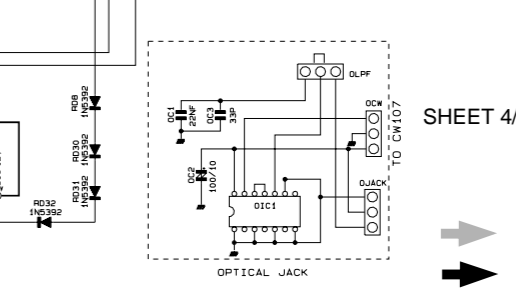 OLPF
OC1
22NF
OC3
33P
OCW
TO CW107
SHEET 4/
RD8
1N5392
RD30
1N5392
RD31
1N5392
RD32
1N5392
OC2
100/10
OIC1
OJACK
OPTICAL JACK